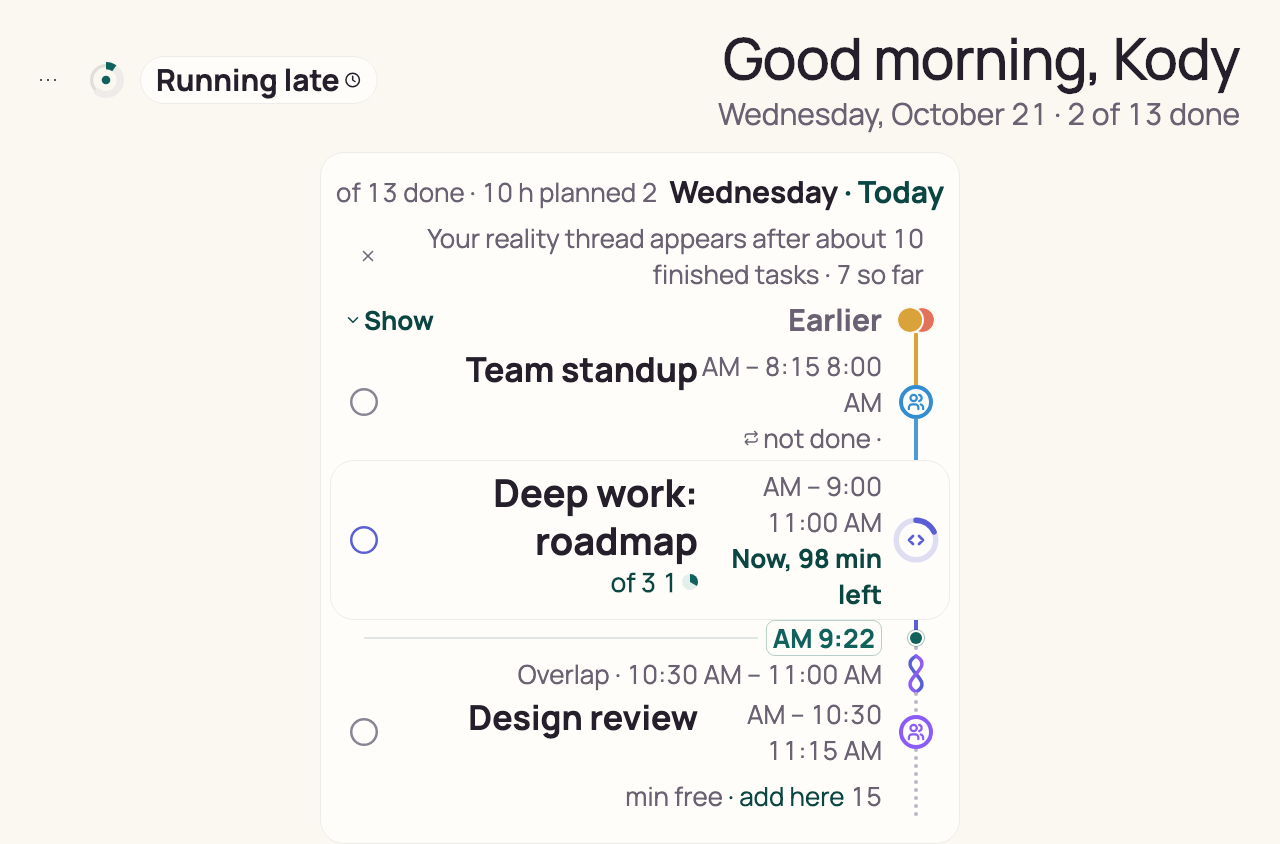 Good morning, Kody
Wednesday, October 21 · 2 of 13 done
Running late
...
Wednesday · Today
of 13 done · 10 h planned 2
Your reality thread appears after about 10
finished tasks · 7 so far
Earlier
Show
Team standup
AM – 8:15 8:00
AM
not done ·
Deep work:
roadmap
of 3 1
AM – 9:00
11:00 AM
Now, 98 min
left
AM 9:22
Overlap · 10:30 AM – 11:00 AM
Design review
AM – 10:30
11:15 AM
min free · add here 15